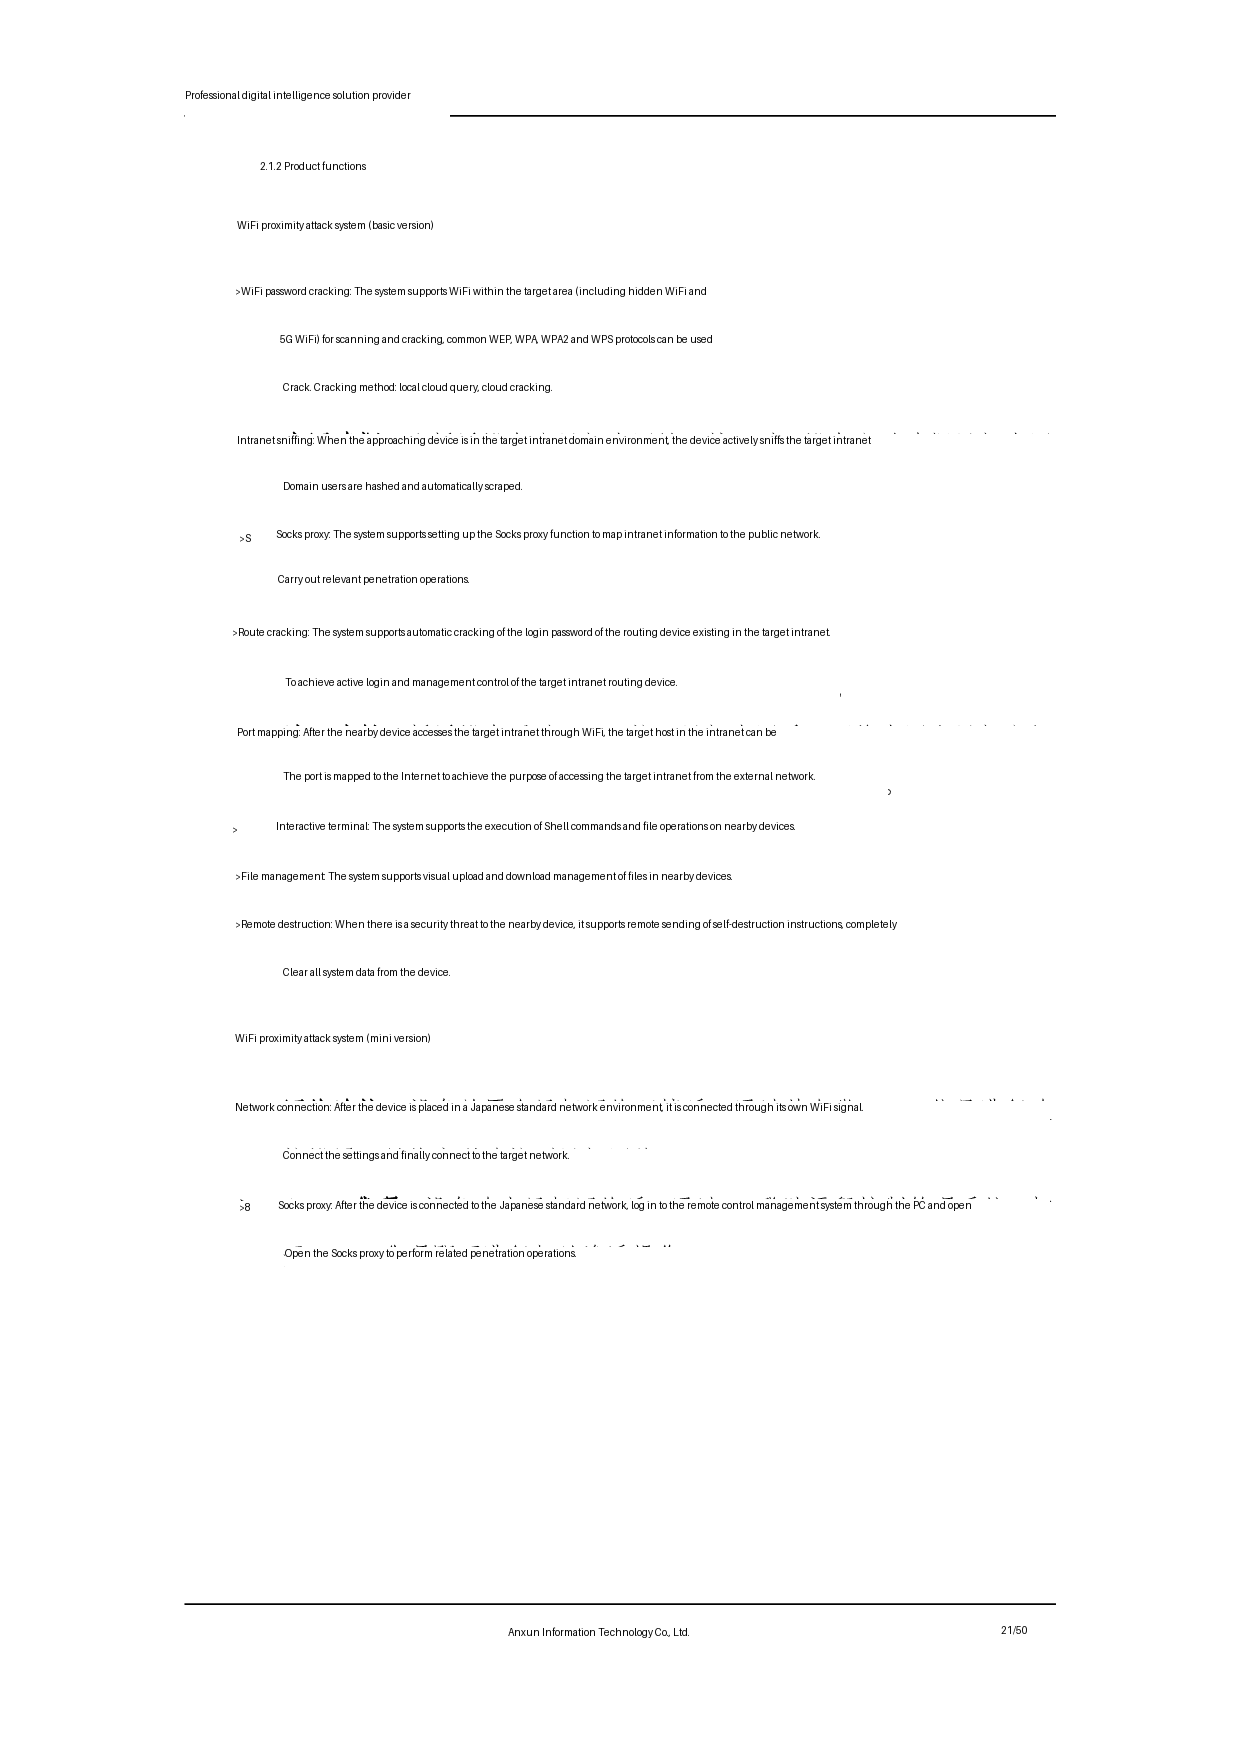 Professional digital intelligence solution provider
2.1.2 Product functions
WiFi proximity attack system (basic version)
>WiFi password cracking: The system supports WiFi within the target area (including hidden WiFi and
5G WiFi) for scanning and cracking, common WEP, WPA, WPA2 and WPS protocols can be used
Crack. Cracking method: local cloud query, cloud cracking.
Intranet sniffing: When the approaching device is in the target intranet domain environment, the device actively sniffs the target intranet
Domain users are hashed and automatically scraped.
>S Socks proxy: The system supports setting up the Socks proxy function to map intranet information to the public network.
Carry out relevant penetration operations.
>Route cracking: The system supports automatic cracking of the login password of the routing device existing in the target intranet.
To achieve active login and management control of the target intranet routing device.
Port mapping: After the nearby device accesses the target intranet through WiFi, the target host in the intranet can be
The port is mapped to the Internet to achieve the purpose of accessing the target intranet from the external network.
> Interactive terminal: The system supports the execution of Shell commands and file operations on nearby devices.
>File management: The system supports visual upload and download management of files in nearby devices.
>Remote destruction: When there is a security threat to the nearby device, it supports remote sending of self-destruction instructions, completely
Clear all system data from the device.
WiFi proximity attack system (mini version)
Network connection: After the device is placed in a Japanese standard network environment, it is connected through its own WiFi signal.
Connect the settings and finally connect to the target network.
>8 Socks proxy: After the device is connected to the Japanese standard network, log in to the remote control management system through the PC and open
Open the Socks proxy to perform related penetration operations.
Anxun Information Technology Co., Ltd.
21/50